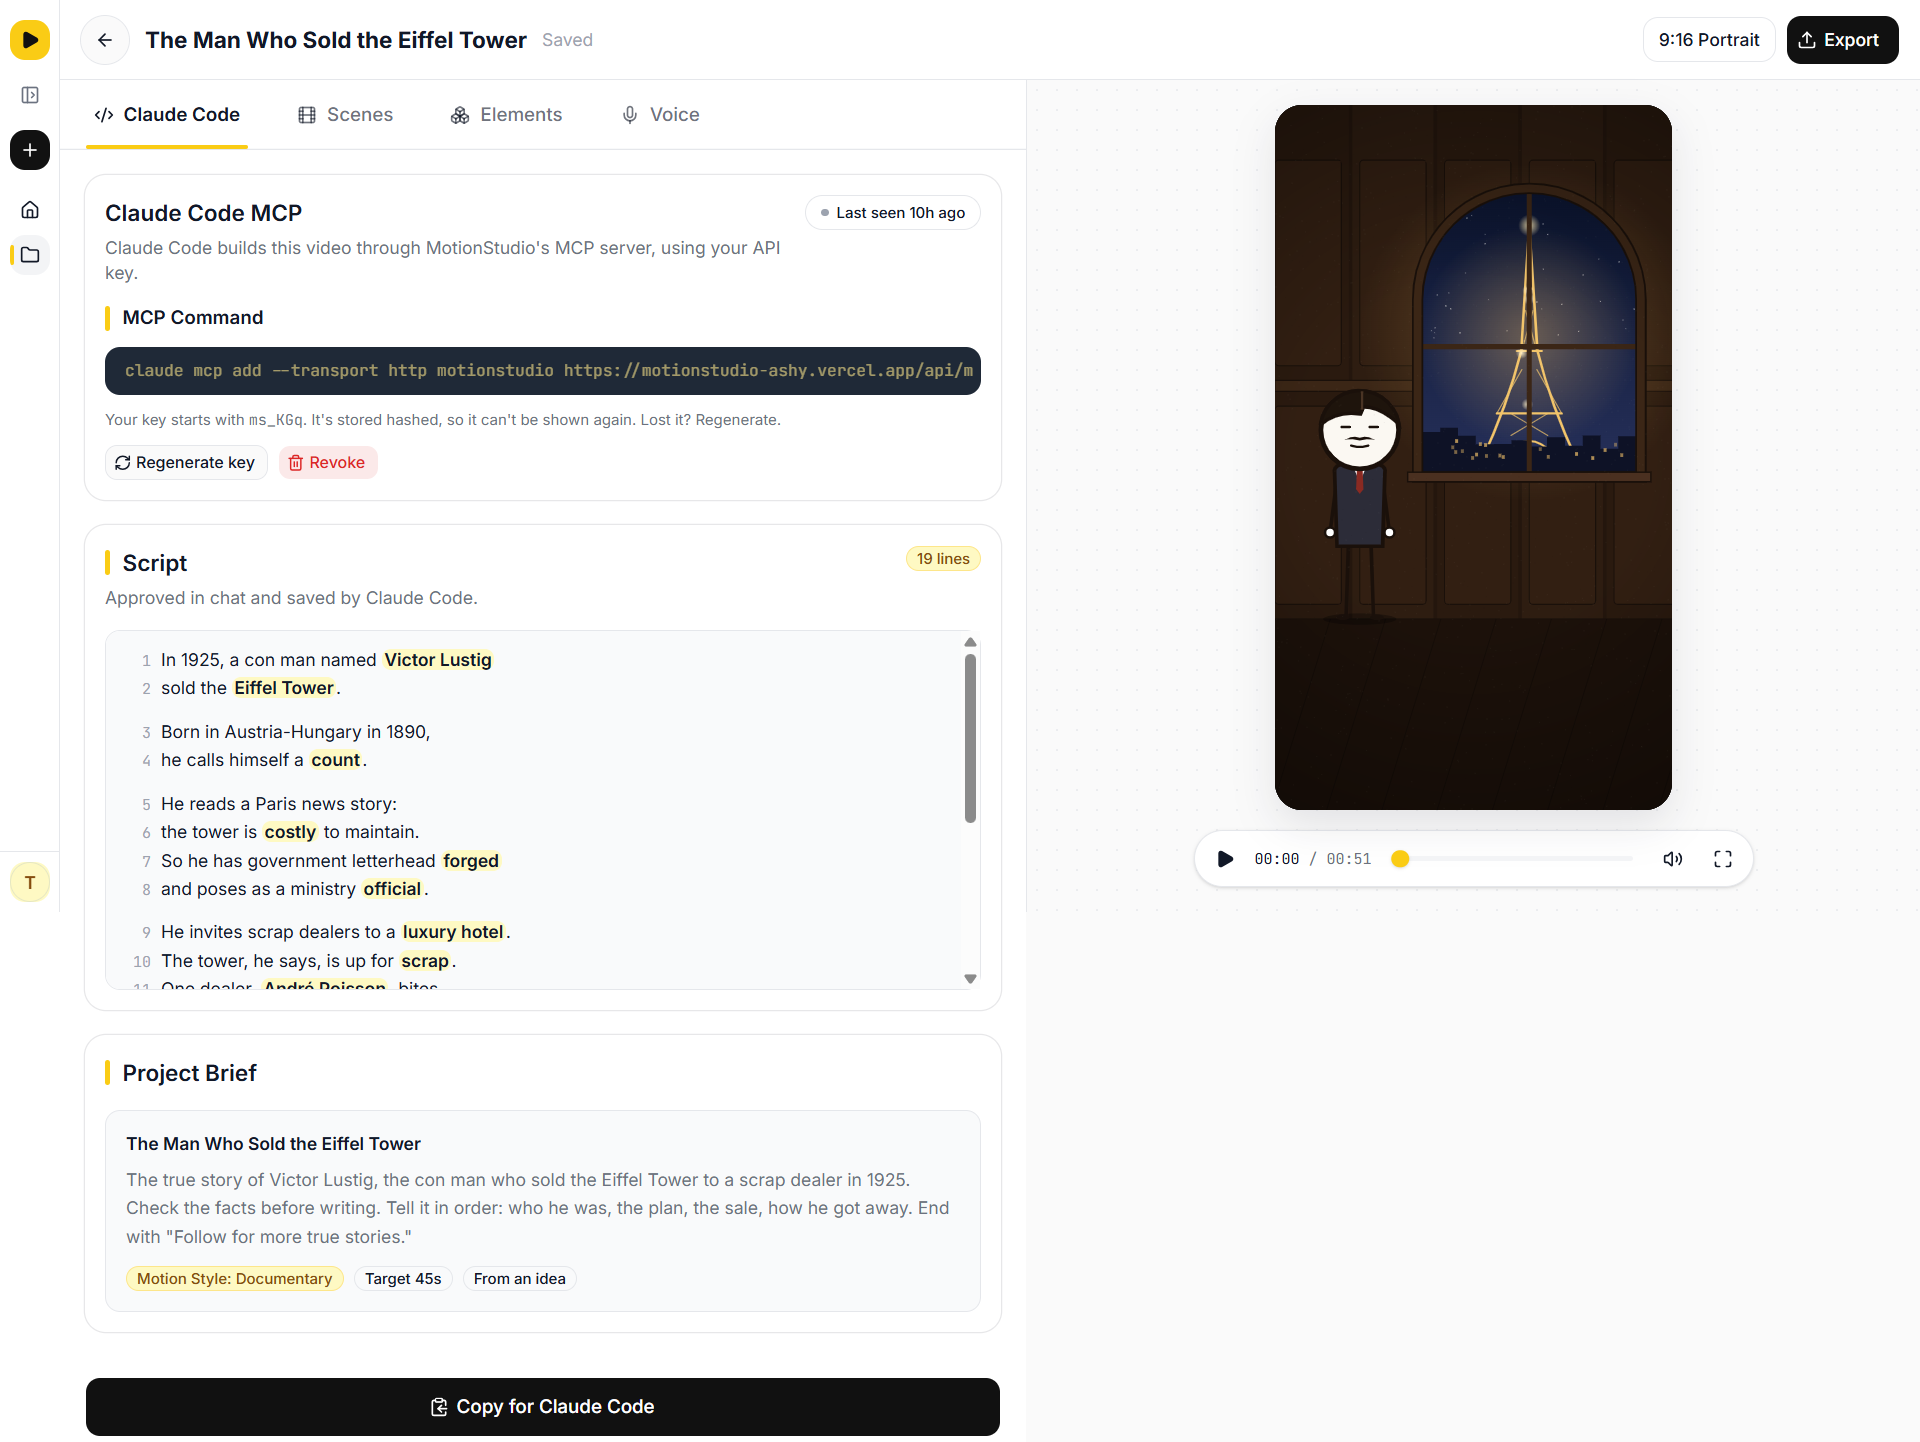 The Man Who Sold the Eiffel Tower
Saved
9:16 Portrait
Export
Claude Code
Scenes
Elements
Voice
Claude Code MCP
Last seen 10h ago
Claude Code builds this video through MotionStudio's MCP server, using your API
key.
MCP Command
claude mcp add --transport http motionstudio https://motionstudio-ashy.vercel.app/api/m
Your key starts with ms_KGq. It's stored hashed, so it can't be shown again. Lost it? Regenerate.
Regenerate key
Revoke
Script
19 lines
Approved in chat and saved by Claude Code.
1 In 1925, a con man named Victor Lustig
2 sold the Eiffel Tower.
3 Born in Austria-Hungary in 1890,
4 he calls himself a count.
5 He reads a Paris news story:
6 the tower is costly to maintain.
7 So he has government letterhead forged
8 and poses as a ministry official.
9 He invites scrap dealers to a luxury hotel.
10 The tower, he says, is up for scrap.
11 One dealer, André Poisson, bites.
Project Brief
The Man Who Sold the Eiffel Tower
The true story of Victor Lustig, the con man who sold the Eiffel Tower to a scrap dealer in 1925.
Check the facts before writing. Tell it in order: who he was, the plan, the sale, how he got away. End
with "Follow for more true stories."
Motion Style: Documentary
Target 45s
From an idea
Copy for Claude Code
T
00:00 / 00:51